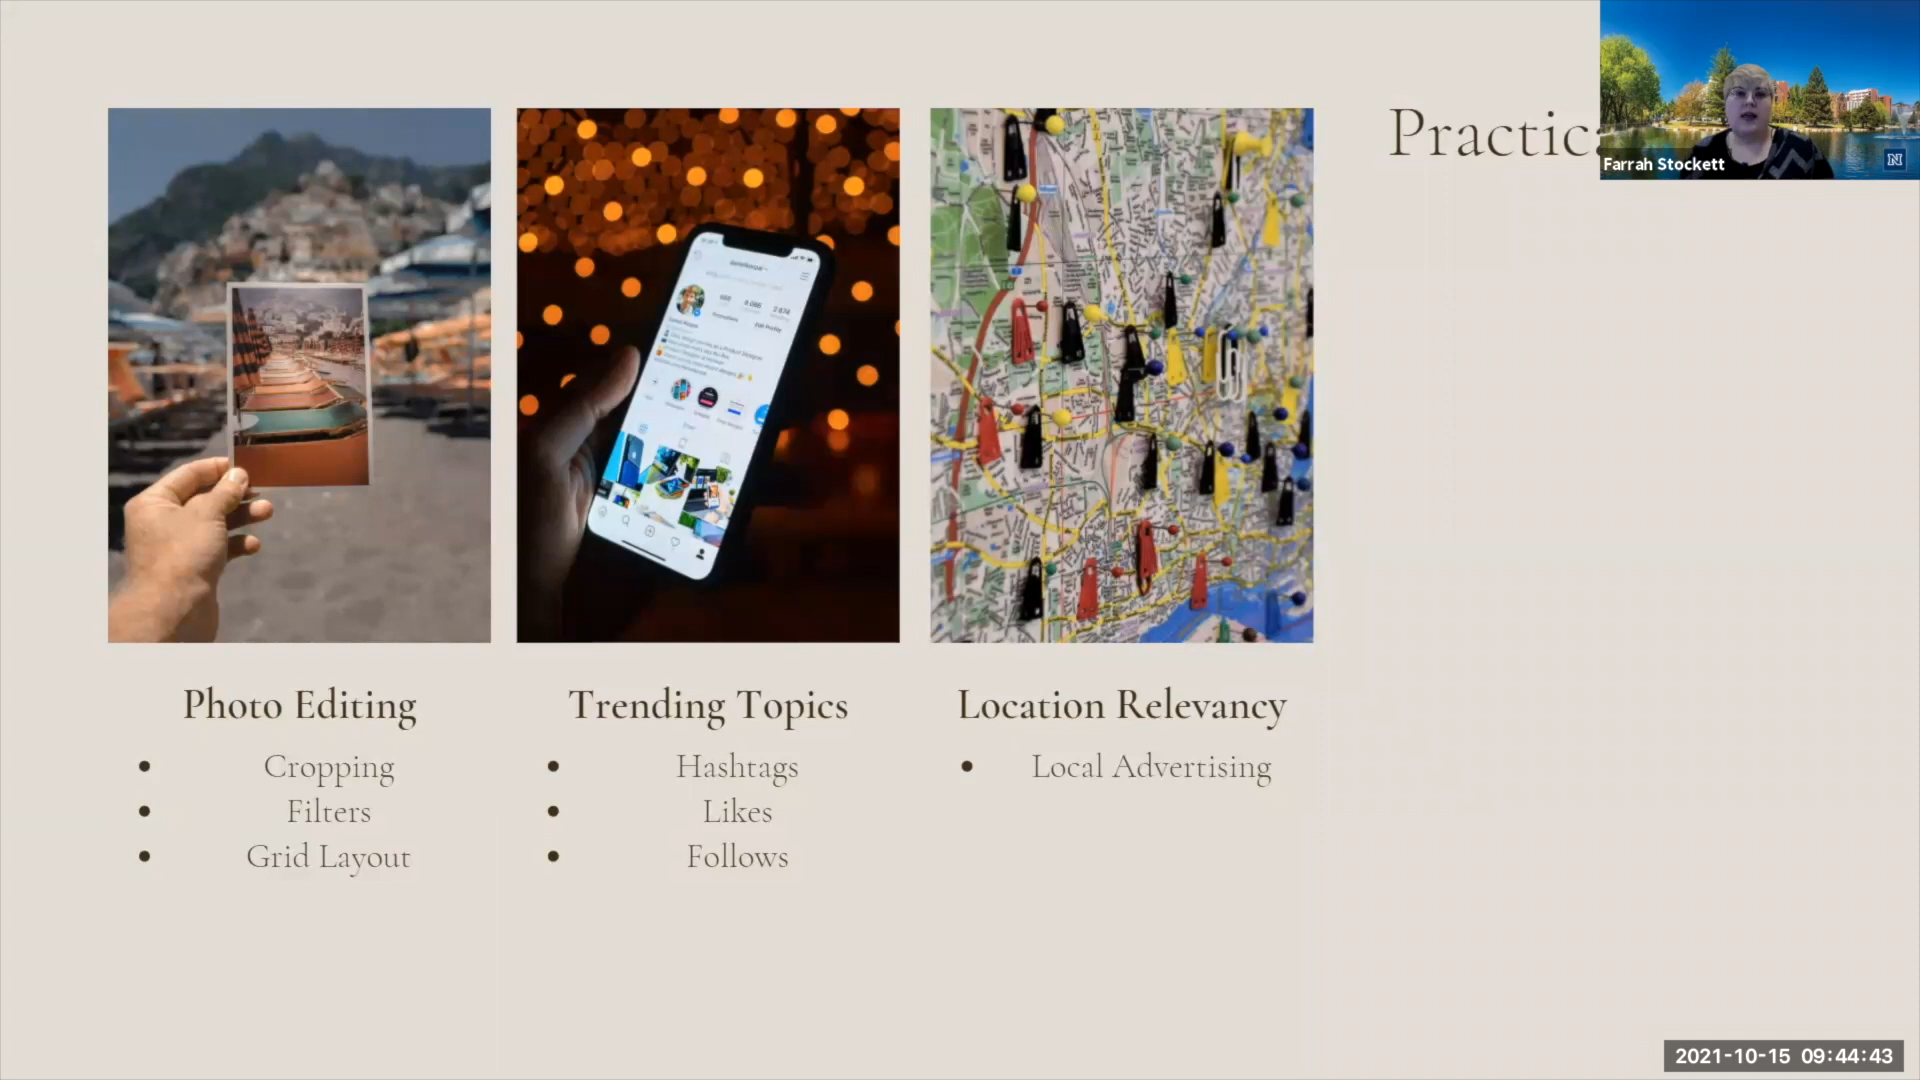 Practic
Farrah Stockett
N
Photo Editing
Cropping
Filters
Grid Layout
Trending Topics
Hashtags
Likes
Follows
Location Relevancy
Local Advertising
2021-10-15 09:44:43